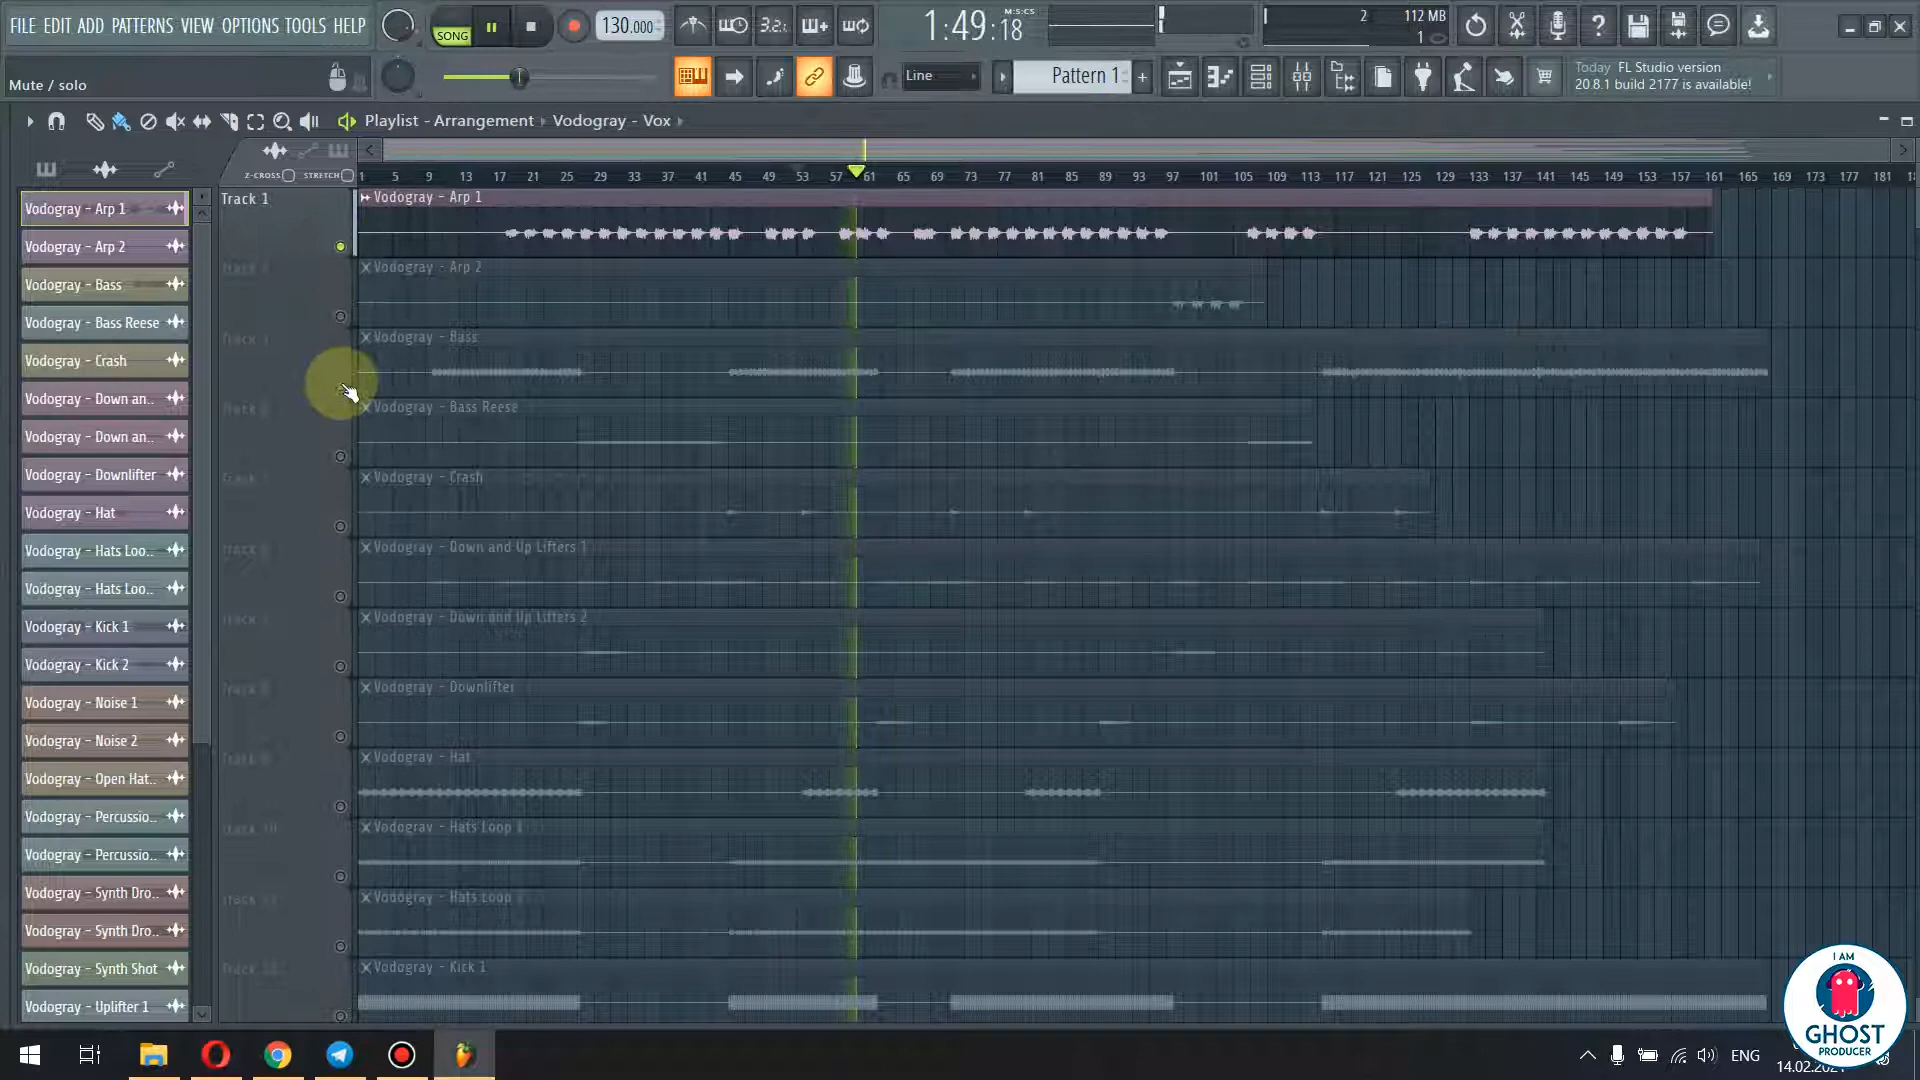 FILE EDIT ADD PATTERNS VIEW OPTIONS TOOLS HELP
SONG
130.000
3.2.
1:49:18
M:S:CS
2
112 MB
1
Mute / solo
Line
Pattern 1
+
Today FL Studio version
20.8.1 build 2177 is available!
Playlist - Arrangement
Vodogray - Vox
Z-CROSS
STRETCH
1 5 9 13 17 21 25 29 33 37 41 45 49 53 57 61 65 69 73 77 81 85 89 93 97 101 105 109 113 117 121 125 129 133 137 141 145 149 153 157 161 165 169 173 177 181
Vodogray - Arp 1
Vodogray - Arp 2
Vodogray - Bass
Vodogray - Bass Reese
Vodogray - Crash
Vodogray - Down an..
Vodogray - Down an..
Vodogray - Downlifter
Vodogray - Hat
Vodogray - Hats Loo..
Vodogray - Hats Loo..
Vodogray - Kick 1
Vodogray - Kick 2
Vodogray - Noise 1
Vodogray - Noise 2
Vodogray - Open Hat..
Vodogray - Percussio..
Vodogray - Percussio..
Vodogray - Synth Dro..
Vodogray - Synth Dro..
Vodogray - Synth Shot
Vodogray - Uplifter 1
Track 1
Vodogray - Arp 1
Vodogray - Arp 2
Vodogray - Bass
Vodogray - Bass Reese
Vodogray - Crash
Vodogray - Down and Up Lifters 1
Vodogray - Down and Up Lifters 2
Vodogray - Downlifter
Vodogray - Hat
Vodogray - Hats Loop 1
Vodogray - Hats Loop
Vodogray - Kick 1
I AM
GHOST
PRODUCER
ENG